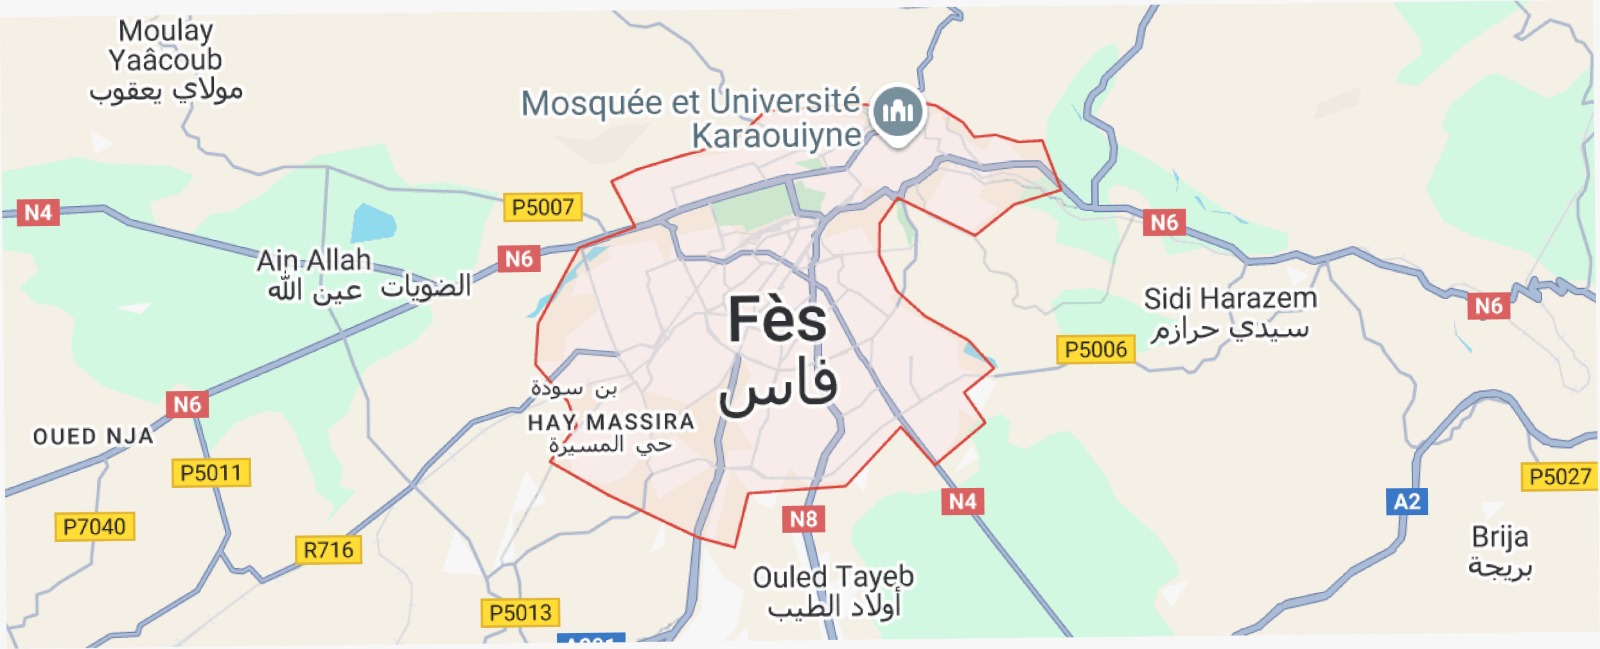 Moulay
Yaâcoub
مولاي يعقوب
Mosquée et Université
Karaouiyne
P5007
N4
N6
N6
Ain Allah
عين الله
الضويات
Sidi Harazem
سيدي حرازم
N6
Fès
فاس
P5006
بن سودة
N6
HAY MASSIRA
حي المسيرة
OUED NJA
P5011
P5027
A2
N4
N8
P7040
R716
Brija
بريجة
Ouled Tayeb
أولاد الطيب
P5013